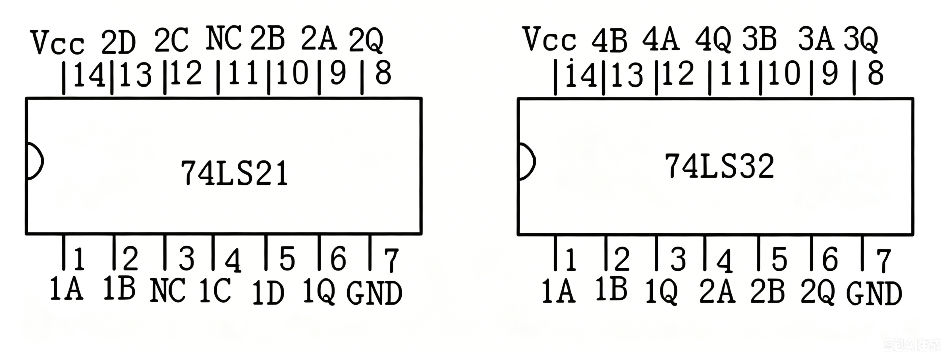 Vcc 2D 2C NC 2B 2A 2Q
14 13 12 11 10 9 8
74LS21
1 2 3 4 5 6 7
1A 1B NC 1C 1D 1Q GND
Vcc 4B 4A 4Q 3B 3A 3Q
14 13 12 11 10 9 8
74LS32
1 2 3 4 5 6 7
1A 1B 1Q 2A 2B 2Q GND